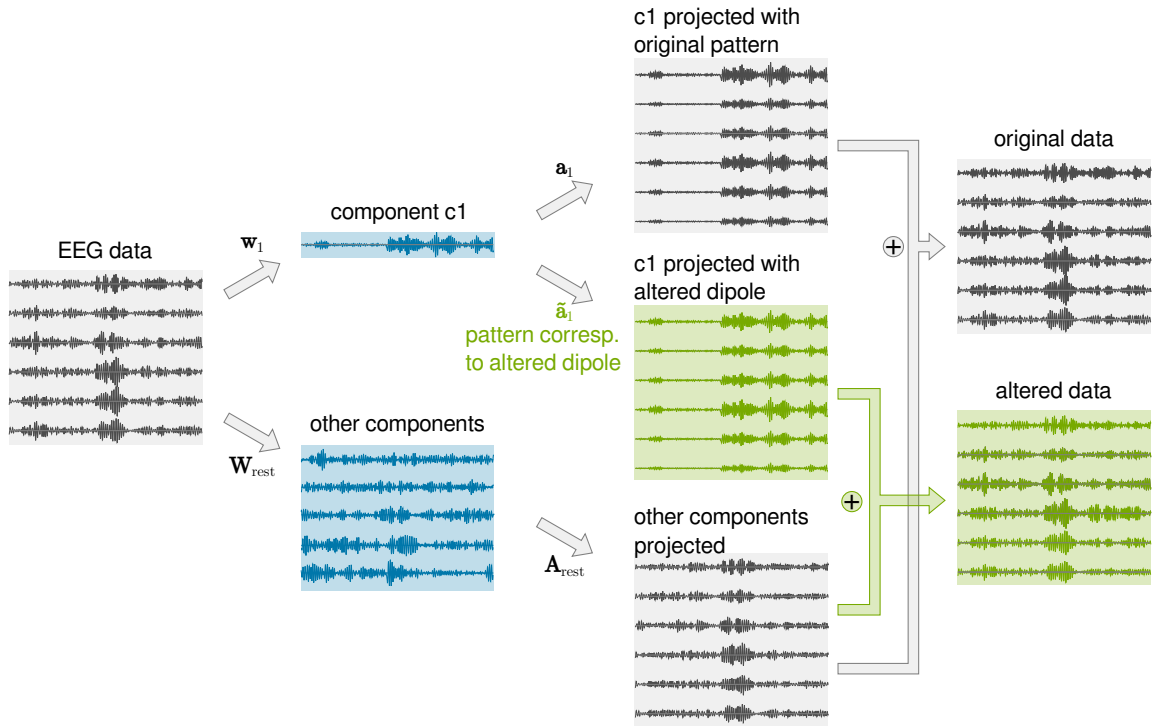 c1 projected with
original pattern
original data
a1
component c1
w1
EEG data
+
c1 projected with
altered dipole
ã1
pattern corresp.
to altered dipole
altered data
other components
Wrest
+
other components
projected
Arest